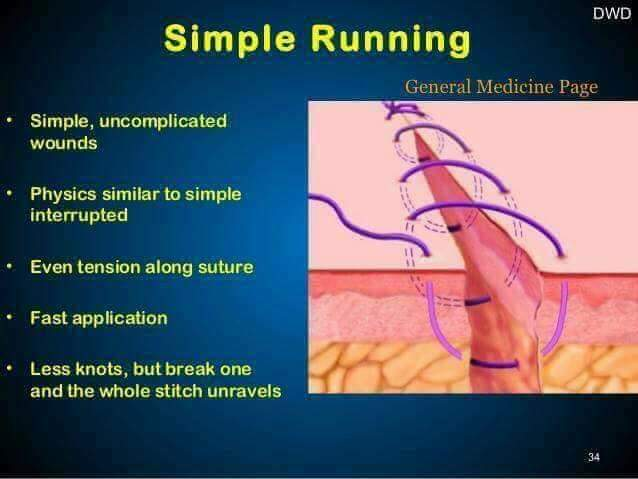 DWD
Simple Running
General Medicine Page
• Simple, uncomplicated
wounds
• Physics similar to simple
interrupted
• Even tension along suture
• Fast application
• Less knots, but break one
and the whole stitch unravels
34